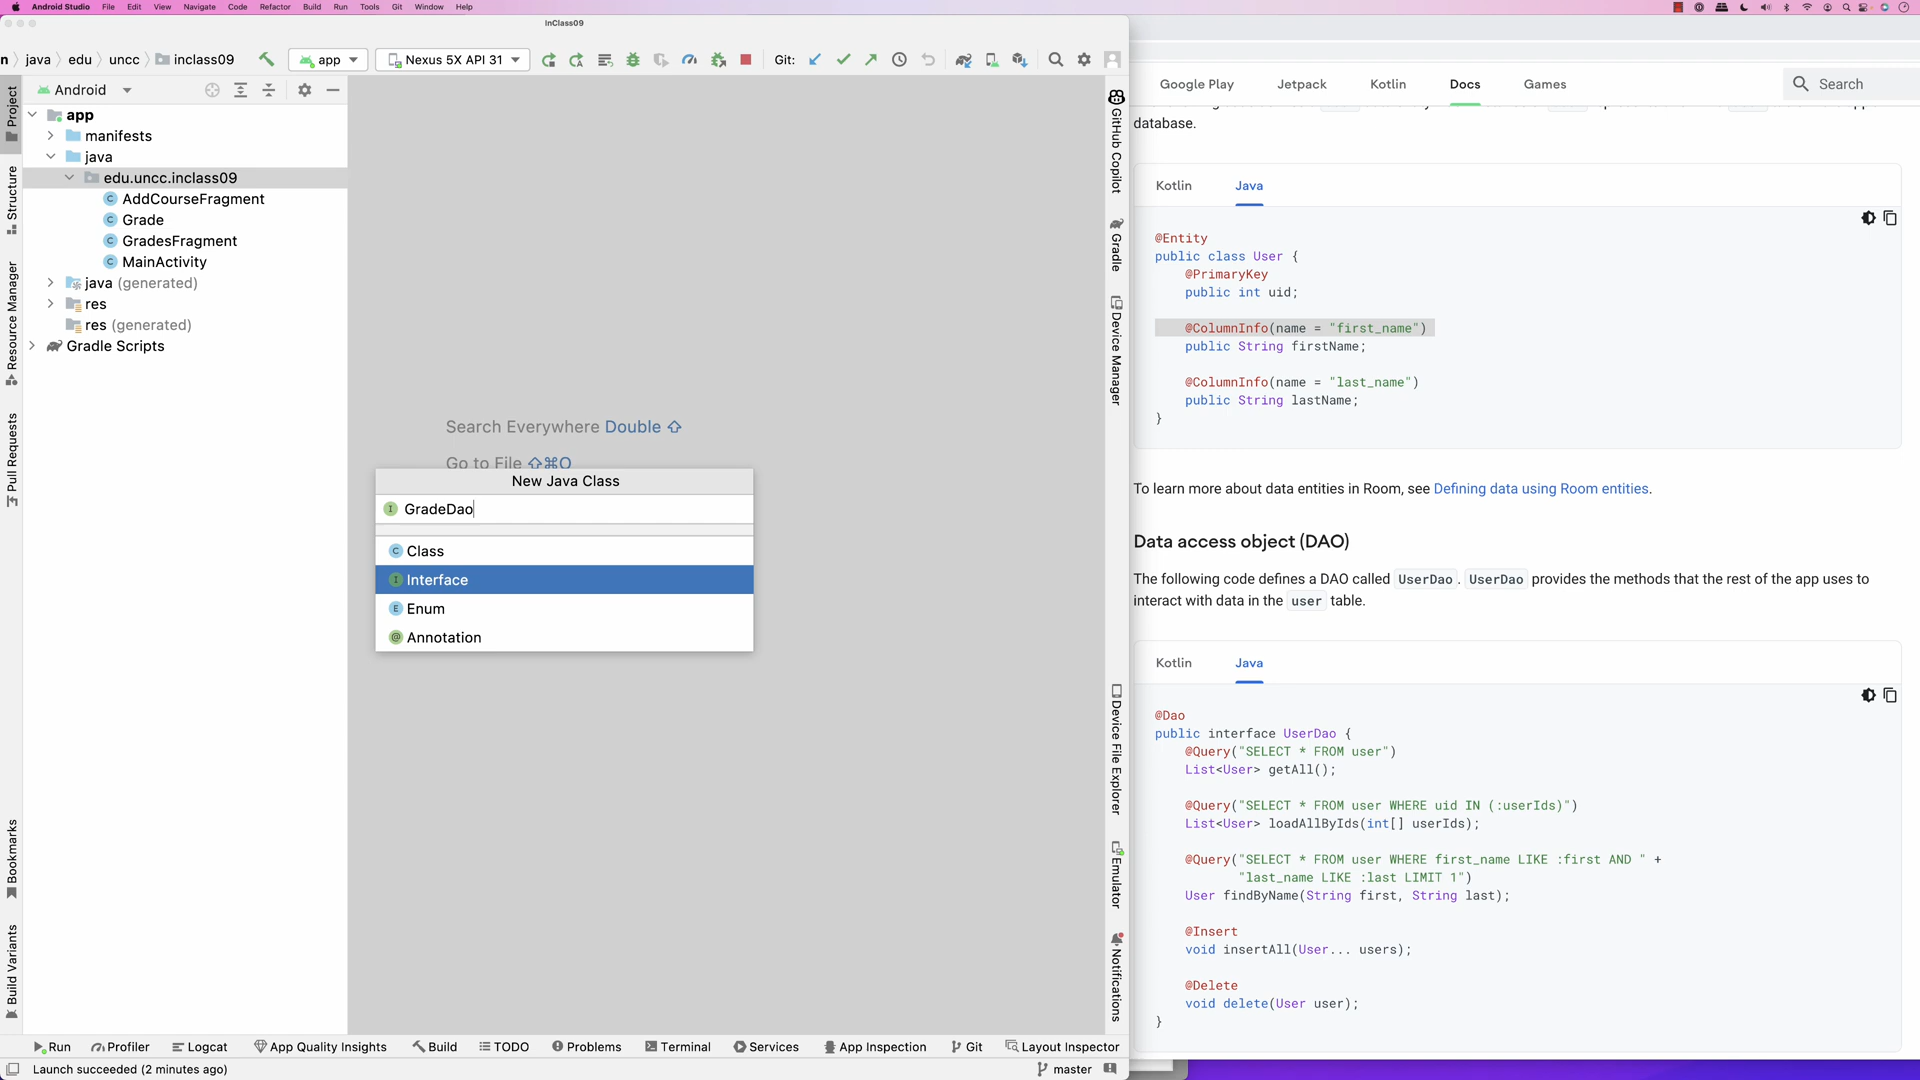 Android Studio File Edit View Navigate Code Refactor Build Run Tools Git Window Help
InClass09
n java edu uncc inclass09 app Nexus 5X API 31 Git:
Google Play Jetpack Kotlin Docs Games Search
Android
app
manifests
java
edu.uncc.inclass09
AddCourseFragment
Grade
GradesFragment
MainActivity
java (generated)
res
res (generated)
Gradle Scripts
Project
Structure
Resource Manager
Pull Requests
Bookmarks
Build Variants
Search Everywhere Double ⇧
Go to File ⇧⌘O
New Java Class
GradeDao
Class
Interface
Enum
Annotation
GitHub Copilot
Gradle
Device Manager
Device File Explorer
Emulator
Notifications
database.
Kotlin Java
@Entity
public class User {
@PrimaryKey
public int uid;
@ColumnInfo(name = "first_name")
public String firstName;
@ColumnInfo(name = "last_name")
public String lastName;
}
To learn more about data entities in Room, see Defining data using Room entities.
Data access object (DAO)
The following code defines a DAO called UserDao. UserDao provides the methods that the rest of the app uses to
interact with data in the user table.
Kotlin Java
@Dao
public interface UserDao {
@Query("SELECT * FROM user")
List<User> getAll();
@Query("SELECT * FROM user WHERE uid IN (:userIds)")
List<User> loadAllByIds(int[] userIds);
@Query("SELECT * FROM user WHERE first_name LIKE :first AND " +
"last_name LIKE :last LIMIT 1")
User findByName(String first, String last);
@Insert
void insertAll(User... users);
@Delete
void delete(User user);
}
Run Profiler Logcat App Quality Insights Build TODO Problems Terminal Services App Inspection Git Layout Inspector
Launch succeeded (2 minutes ago) master